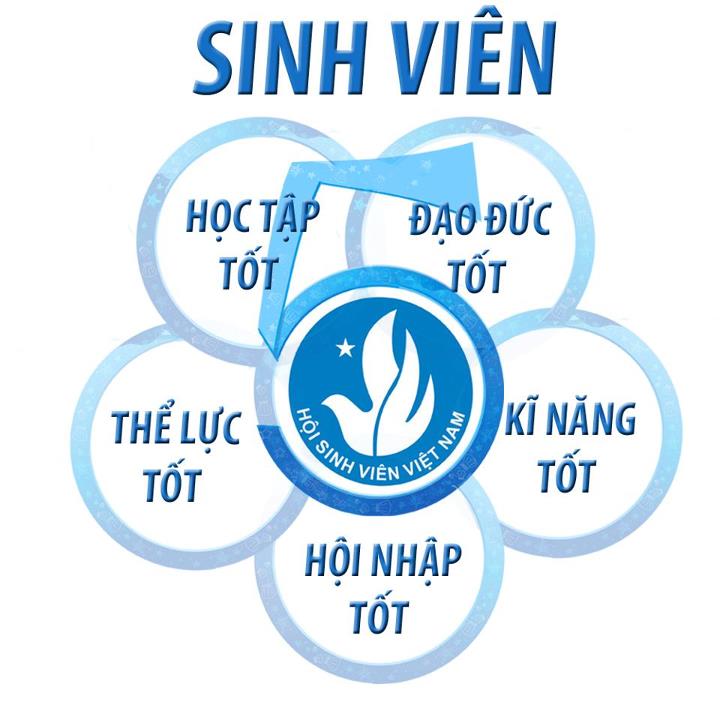 SINH VIÊN
HỌC TẬP
TỐT
ĐẠO ĐỨC
TỐT
THỂ LỰC
TỐT
HỘI SINH VIÊN VIỆT NAM
KĨ NĂNG
TỐT
HỘI NHẬP
TỐT